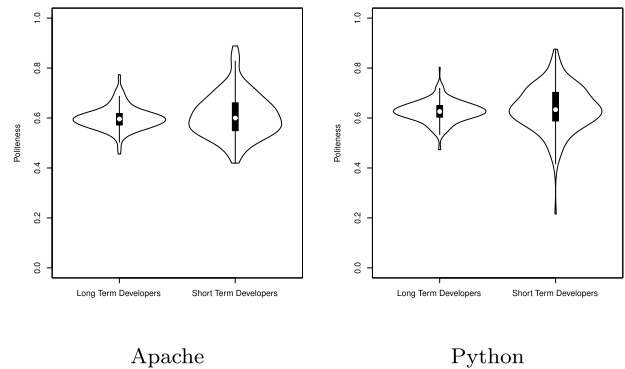 Politeness
1.0
0.8
0.6
0.4
0.2
0.0
Long Term Developers
Short Term Developers
Apache
Politeness
1.0
0.8
0.6
0.4
0.2
0.0
Long Term Developers
Short Term Developers
Python